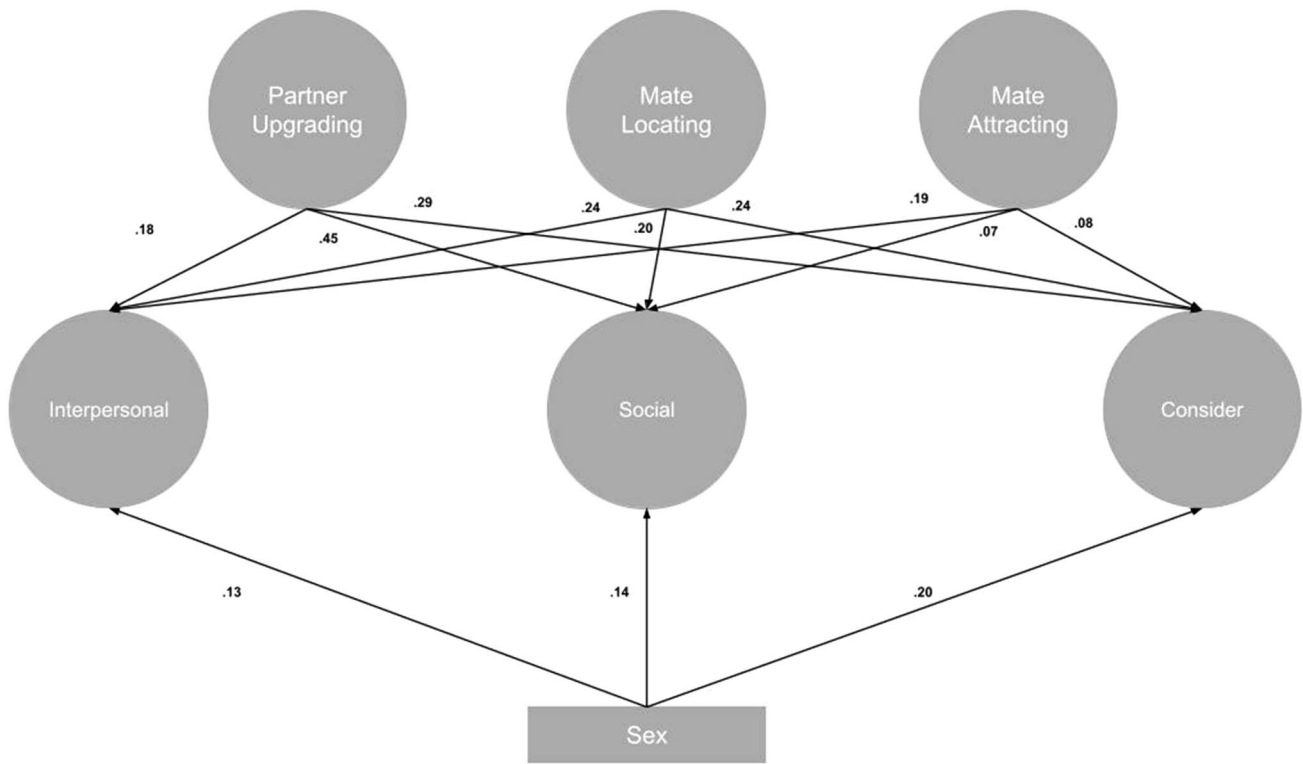 Partner
Upgrading
Mate
Locating
Mate
Attracting
.18
.45
.29
.24
.20
.24
.19
.07
.08
Interpersonal
Social
Consider
.13
.14
.20
Sex